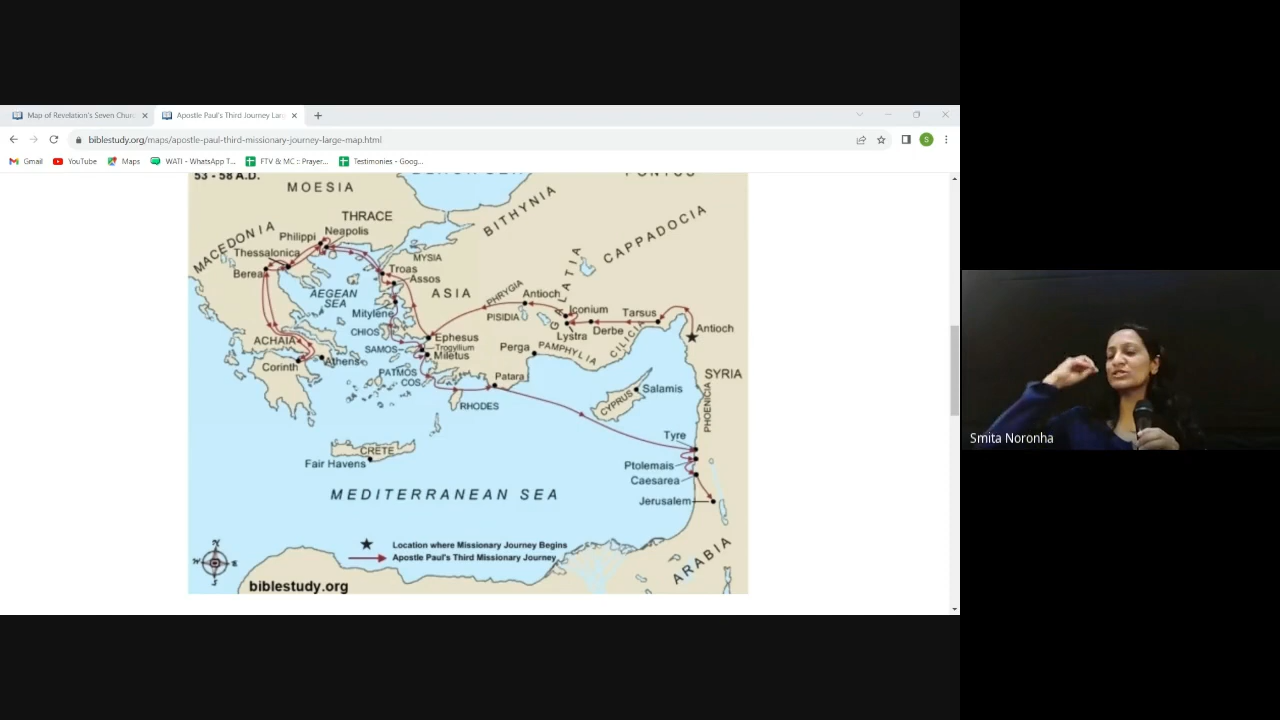 Map of Revelation's Seven Churc
Apostle Paul's Third Journey Lar
biblestudy.org/maps/apostle-paul-third-missionary-journey-large-map.html
S
Gmail
YouTube
Maps
WATI - WhatsApp T...
FTV & MC :: Prayer...
Testimonies - Goog...
53 - 58 A.D.
MOESIA
BLACK SEA
PONTUS
BITHYNIA
THRACE
CAPPADOCIA
MACEDONIA
Philippi
Neapolis
Thessalonica
Berea
MYSIA
Troas
Assos
GALATIA
AEGEAN
SEA
ASIA
PHRYGIA
Antioch
PISIDIA
Iconium
Tarsus
Mitylene
Lystra
Derbe
CILICIA
Antioch
CHIOS
Ephesus
ACHAIA
SAMOS
Trogyllium
Miletus
Perga
PAMPHYLIA
Corinth
Athens
PATMOS
COS
Patara
SYRIA
RHODES
CYPRUS
Salamis
PHOENICIA
Tyre
CRETE
Fair Havens
Ptolemais
Caesarea
MEDITERRANEAN SEA
Jerusalem
ARABIA
Location where Missionary Journey Begins
Apostle Paul's Third Missionary Journey
N
W
E
S
biblestudy.org
Smita Noronha